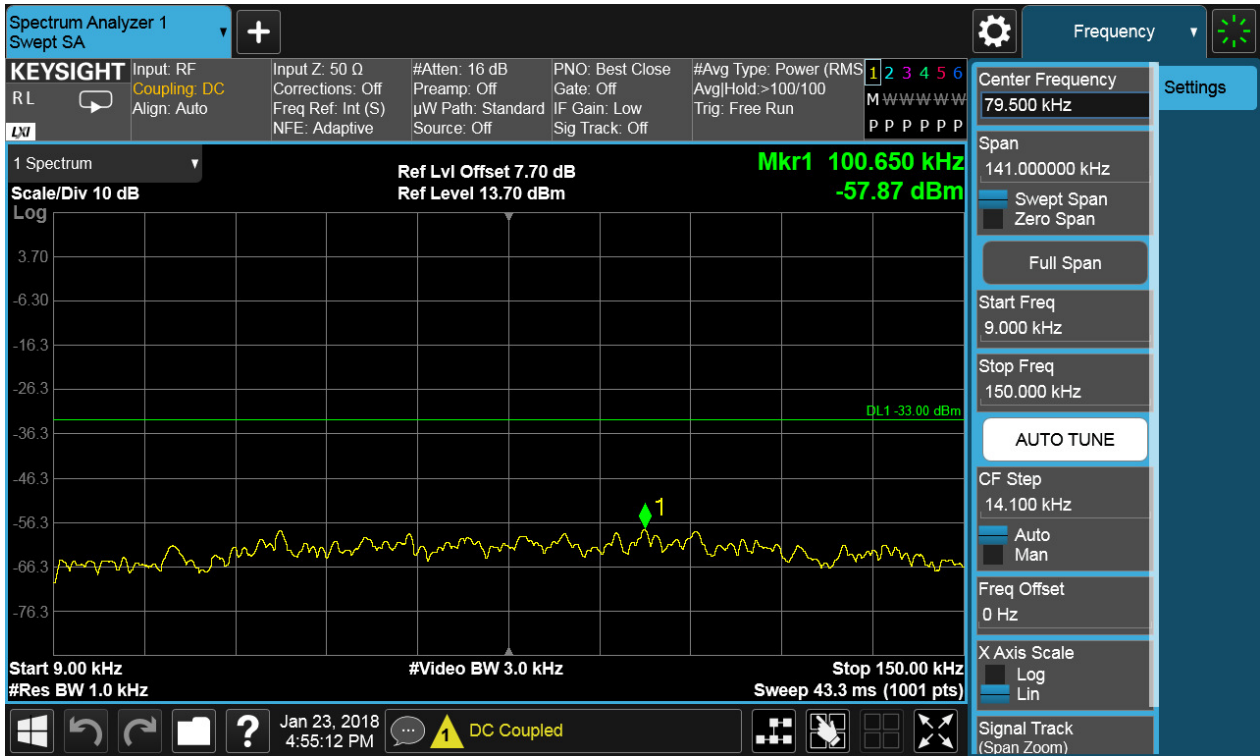 Spectrum Analyzer 1
Swept SA
+
Frequency
KEYSIGHT
RL
LXI
Input: RF
Coupling: DC
Align: Auto
Input Z: 50 Ω
Corrections: Off
Freq Ref: Int (S)
NFE: Adaptive
#Atten: 16 dB
Preamp: Off
µW Path: Standard
Source: Off
PNO: Best Close
Gate: Off
IF Gain: Low
Sig Track: Off
#Avg Type: Power (RMS
Avg|Hold:>100/100
Trig: Free Run
1 2 3 4 5 6
M W W W W W
P P P P P P
1 Spectrum
Scale/Div 10 dB
Log
Ref Lvl Offset 7.70 dB
Ref Level 13.70 dBm
Mkr1 100.650 kHz
-57.87 dBm
3.70
-6.30
-16.3
-26.3
DL1 -33.00 dBm
-36.3
-46.3
1
-56.3
-66.3
-76.3
Start 9.00 kHz
#Res BW 1.0 kHz
#Video BW 3.0 kHz
Stop 150.00 kHz
Sweep 43.3 ms (1001 pts)
Center Frequency
79.500 kHz
Settings
Span
141.000000 kHz
Swept Span
Zero Span
Full Span
Start Freq
9.000 kHz
Stop Freq
150.000 kHz
AUTO TUNE
CF Step
14.100 kHz
Auto
Man
Freq Offset
0 Hz
X Axis Scale
Log
Lin
Signal Track
(Span Zoom)
?
Jan 23, 2018
4:55:12 PM
1
DC Coupled